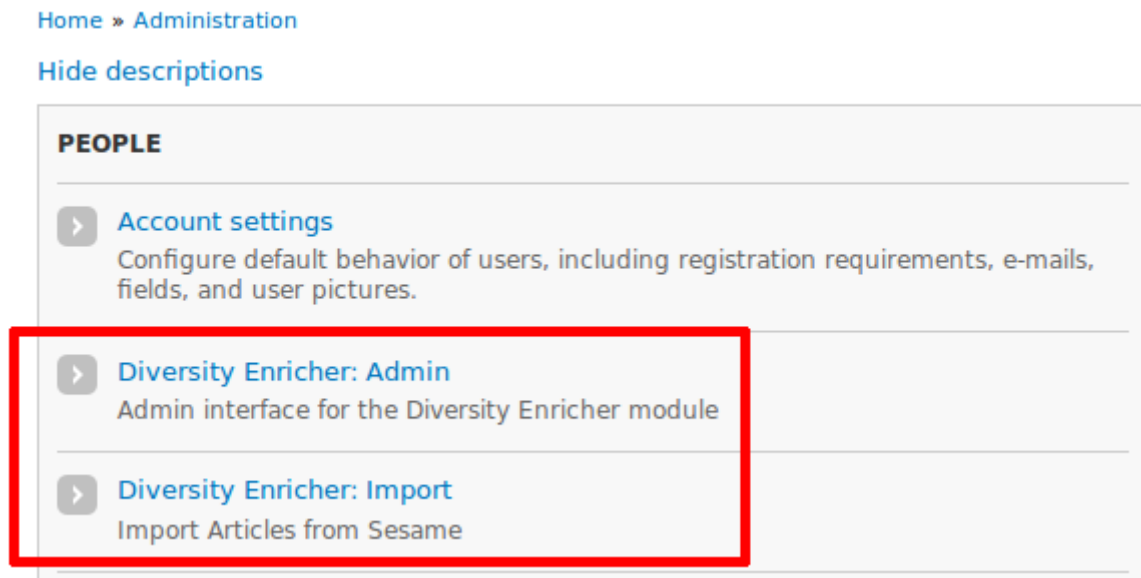 Home » Administration
Hide descriptions
PEOPLE
Account settings
Configure default behavior of users, including registration requirements, e-mails,
fields, and user pictures.
Diversity Enricher: Admin
Admin interface for the Diversity Enricher module
Diversity Enricher: Import
Import Articles from Sesame